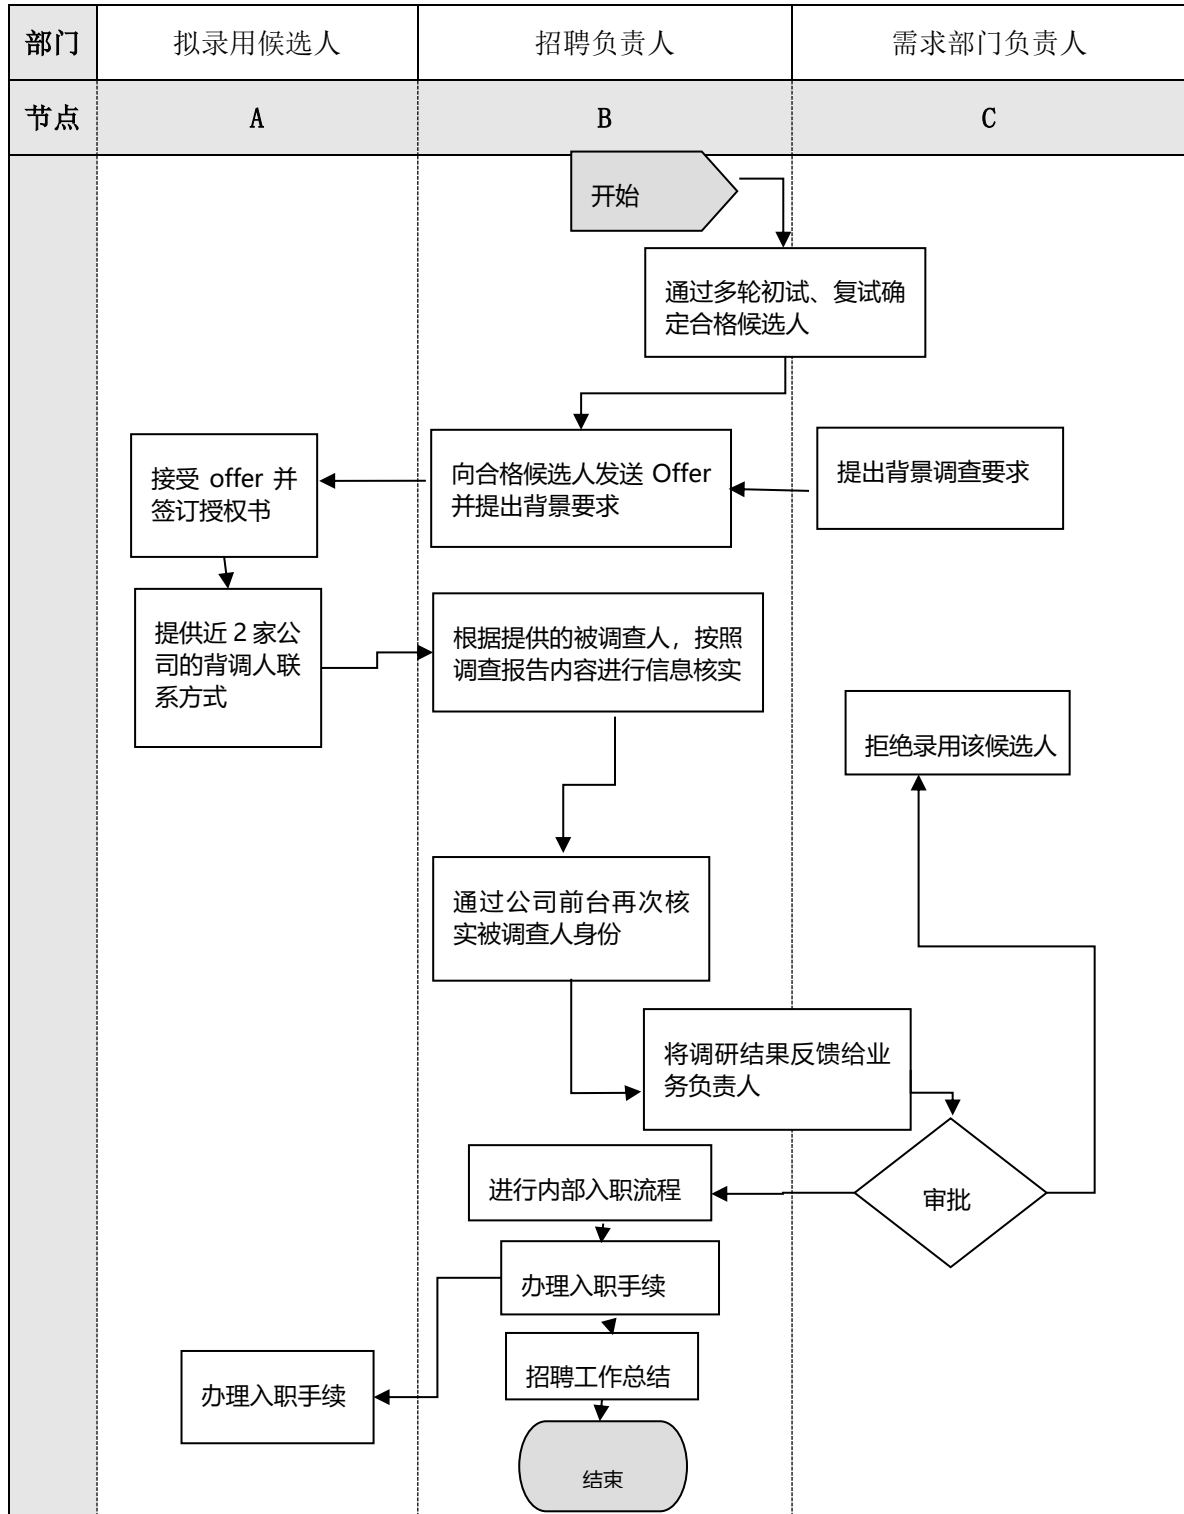 部门 拟录用候选人 招聘负责人 需求部门负责人
节点 A B C
开始
通过多轮初试、复试确
定合格候选人
接受 offer 并
签订授权书
向合格候选人发送 Offer
并提出背景要求
提出背景调查要求
提供近 2 家公
司的背调人联
系方式
根据提供的被调查人，按照
调查报告内容进行信息核实
拒绝录用该候选人
通过公司前台再次核
实被调查人身份
将调研结果反馈给业
务负责人
进行内部入职流程
审批
办理入职手续
招聘工作总结
办理入职手续
结束